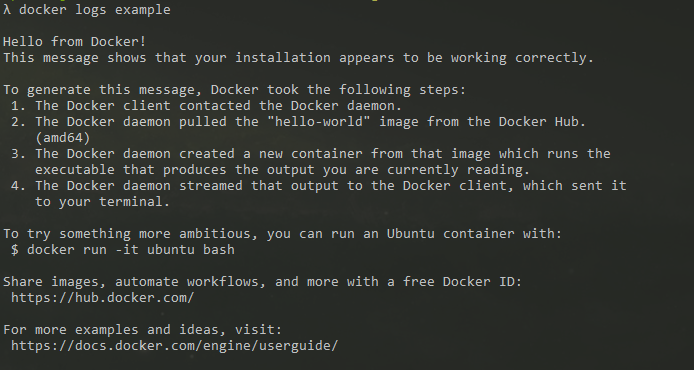 λ docker logs example
Hello from Docker!
This message shows that your installation appears to be working correctly.
To generate this message, Docker took the following steps:
1. The Docker client contacted the Docker daemon.
2. The Docker daemon pulled the "hello-world" image from the Docker Hub.
(amd64)
3. The Docker daemon created a new container from that image which runs the
executable that produces the output you are currently reading.
4. The Docker daemon streamed that output to the Docker client, which sent it
to your terminal.
To try something more ambitious, you can run an Ubuntu container with:
$ docker run -it ubuntu bash
Share images, automate workflows, and more with a free Docker ID:
https://hub.docker.com/
For more examples and ideas, visit:
https://docs.docker.com/engine/userguide/